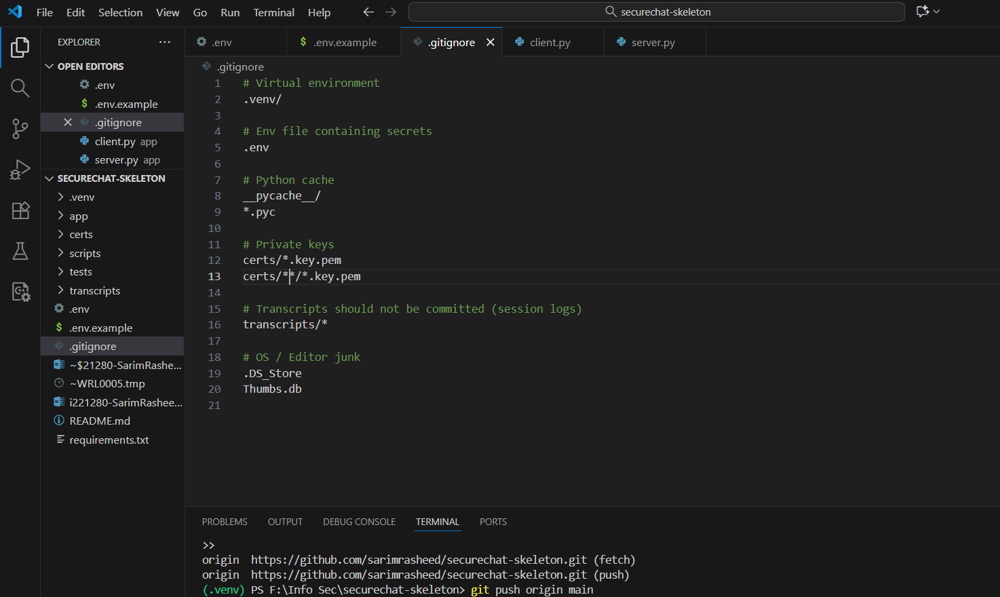 File Edit Selection View Go Run Terminal Help
securechat-skeleton
EXPLORER
OPEN EDITORS
.env
$ .env.example
.gitignore
client.py app
server.py app
SECURECHAT-SKELETON
.venv
app
certs
scripts
tests
transcripts
.env
$ .env.example
.gitignore
~$21280-SarimRashe...
~WRL0005.tmp
i221280-SarimRashee...
README.md
requirements.txt
.env
$ .env.example
.gitignore
client.py
server.py
.gitignore
1 # Virtual environment
2 .venv/
3
4 # Env file containing secrets
5 .env
6
7 # Python cache
8 __pycache__/
9 *.pyc
10
11 # Private keys
12 certs/*.key.pem
13 certs/**/*.key.pem
14
15 # Transcripts should not be committed (session logs)
16 transcripts/*
17
18 # OS / Editor junk
19 .DS_Store
20 Thumbs.db
21
PROBLEMS OUTPUT DEBUG CONSOLE TERMINAL PORTS
>>
origin https://github.com/sarimrasheed/securechat-skeleton.git (fetch)
origin https://github.com/sarimrasheed/securechat-skeleton.git (push)
(.venv) PS F:\Info Sec\securechat-skeleton> git push origin main